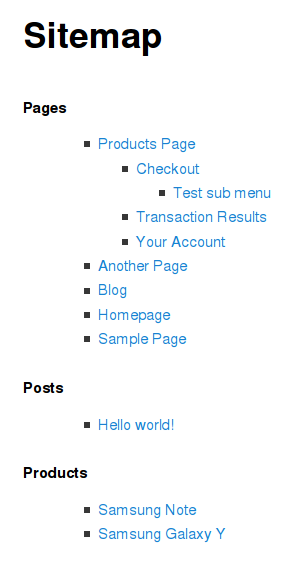 Sitemap
Pages
Products Page
Checkout
Test sub menu
Transaction Results
Your Account
Another Page
Blog
Homepage
Sample Page
Posts
Hello world!
Products
Samsung Note
Samsung Galaxy Y